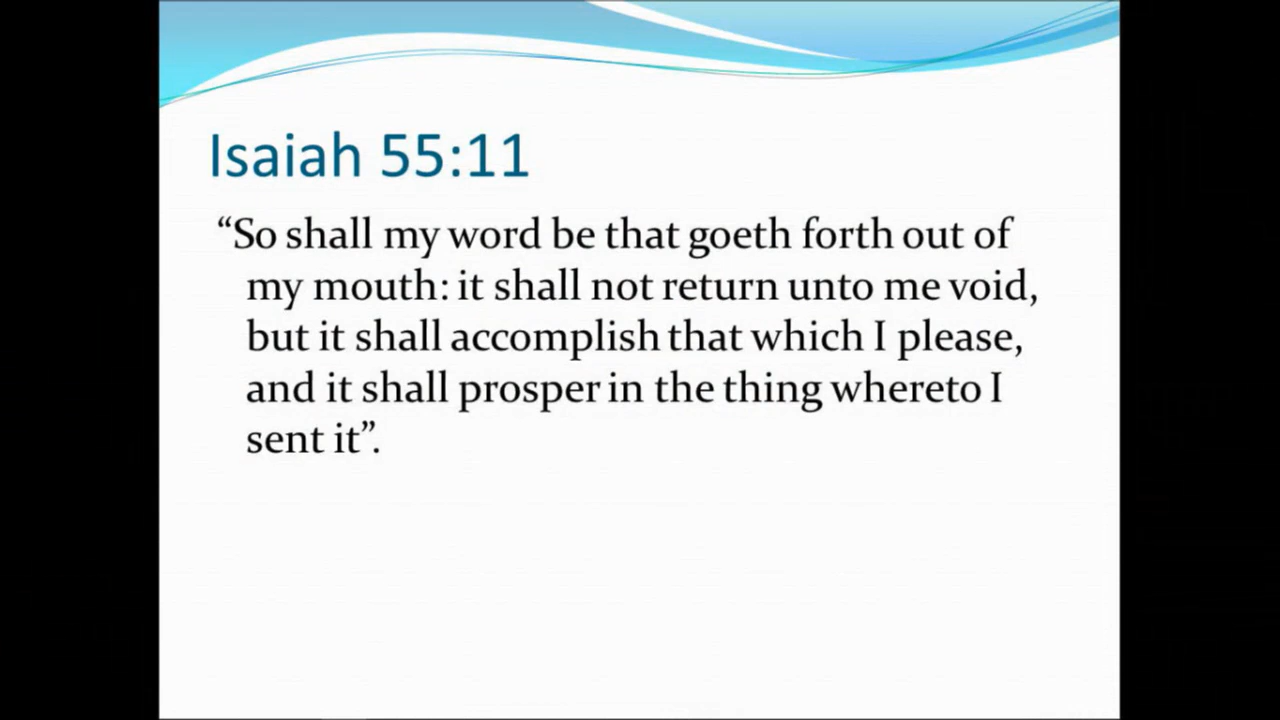 Isaiah 55:11
“So shall my word be that goeth forth out of
my mouth: it shall not return unto me void,
but it shall accomplish that which I please,
and it shall prosper in the thing whereto I
sent it”.